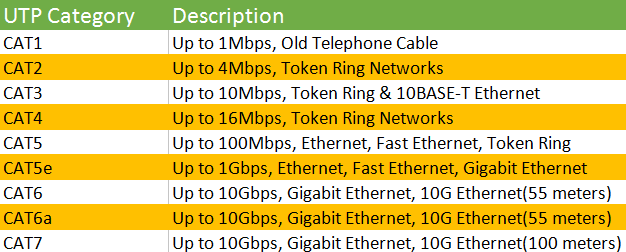 UTP Category Description
CAT1 Up to 1Mbps, Old Telephone Cable
CAT2 Up to 4Mbps, Token Ring Networks
CAT3 Up to 10Mbps, Token Ring & 10BASE-T Ethernet
CAT4 Up to 16Mbps, Token Ring Networks
CAT5 Up to 100Mbps, Ethernet, Fast Ethernet, Token Ring
CAT5e Up to 1Gbps, Ethernet, Fast Ethernet, Gigabit Ethernet
CAT6 Up to 10Gbps, Gigabit Ethernet, 10G Ethernet(55 meters)
CAT6a Up to 10Gbps, Gigabit Ethernet, 10G Ethernet(55 meters)
CAT7 Up to 10Gbps, Gigabit Ethernet, 10G Ethernet(100 meters)